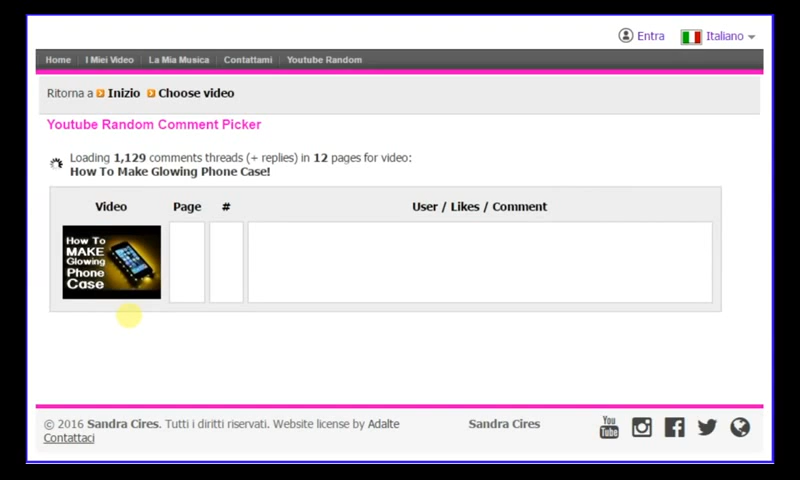 Entra
Italiano
Home
I Miei Video
La Mia Musica
Contattami
Youtube Random
Ritorna a Inizio Choose video
Youtube Random Comment Picker
Loading 1,129 comments threads (+ replies) in 12 pages for video:
How To Make Glowing Phone Case!
Video
Page
#
User / Likes / Comment
How To
MAKE
Glowing
Phone
Case
© 2016 Sandra Cires. Tutti i diritti riservati. Website license by Adalte
Contattaci
Sandra Cires
You
Tube